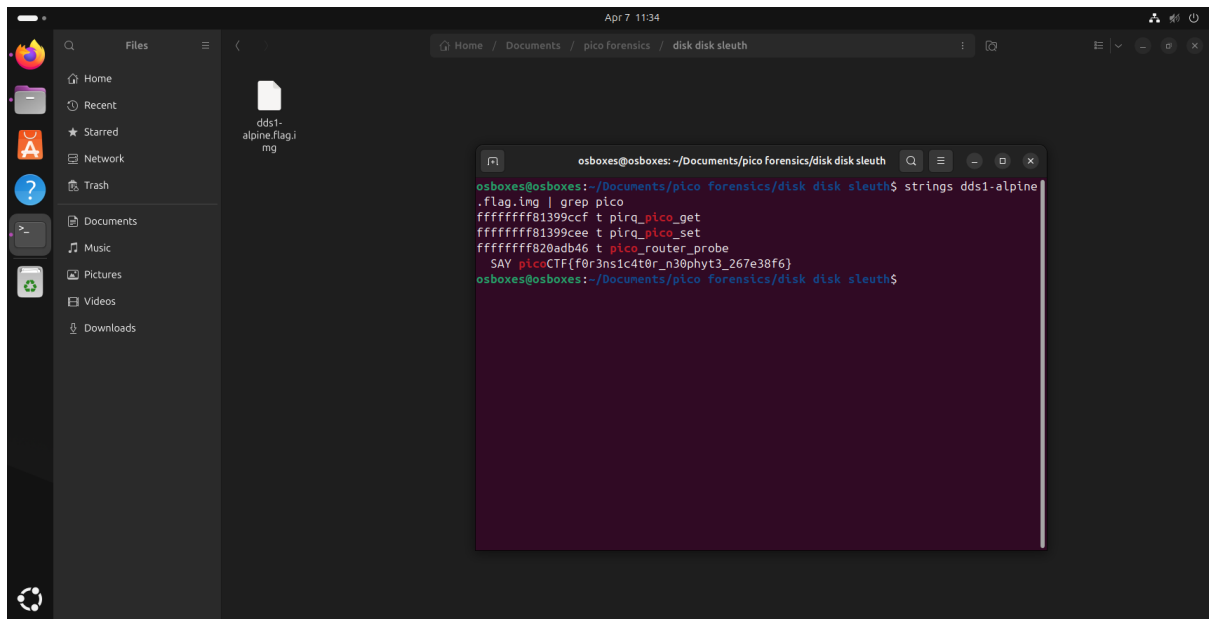 Apr 7 11:34
Files
Home / Documents / pico forensics / disk disk sleuth
Home
Recent
Starred
Network
Trash
Documents
Music
Pictures
Videos
Downloads
dds1-
alpine.flag.i
mg
osboxes@osboxes: ~/Documents/pico forensics/disk disk sleuth
osboxes@osboxes:~/Documents/pico forensics/disk disk sleuth$ strings dds1-alpine
.flag.img | grep pico
ffffffff81399ccf t pirq_pico_get
ffffffff81399cee t pirq_pico_set
ffffffff820adb46 t pico_router_probe
SAY picoCTF{f0r3ns1c4t0r_n30phyt3_267e38f6}
osboxes@osboxes:~/Documents/pico forensics/disk disk sleuth$